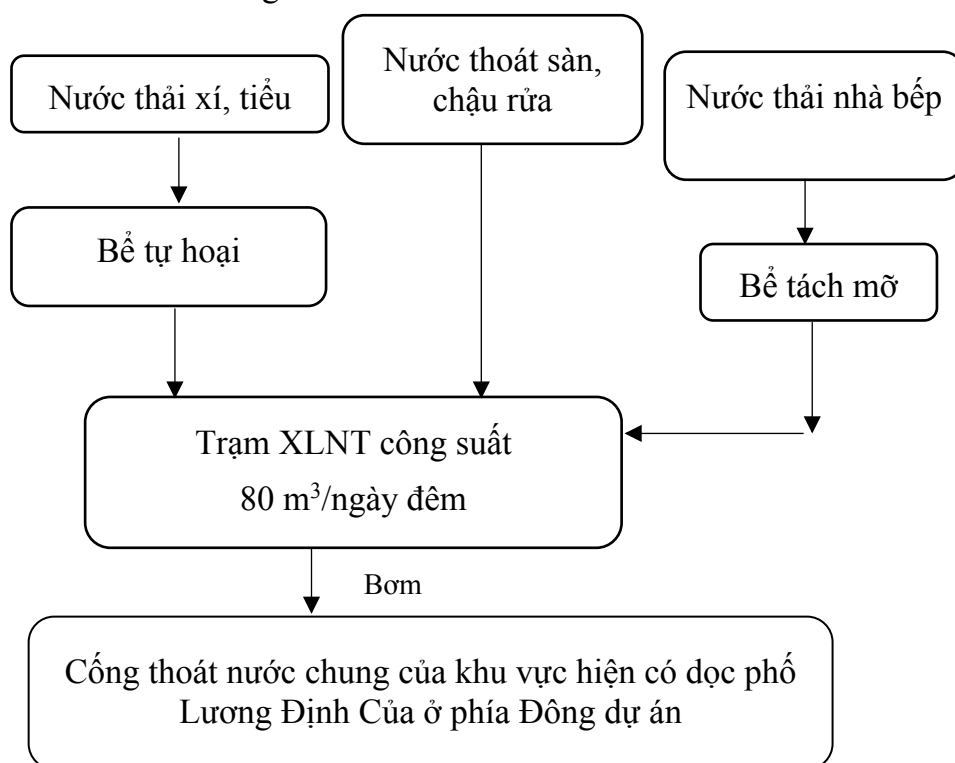 Nước thải xí, tiểu
Nước thoát sàn,
chậu rửa
Nước thải nhà bếp
Bể tự hoại
Bể tách mỡ
Trạm XLNT công suất
80 m³/ngày đêm
Bơm
Cống thoát nước chung của khu vực hiện có dọc phố
Lương Định Của ở phía Đông dự án